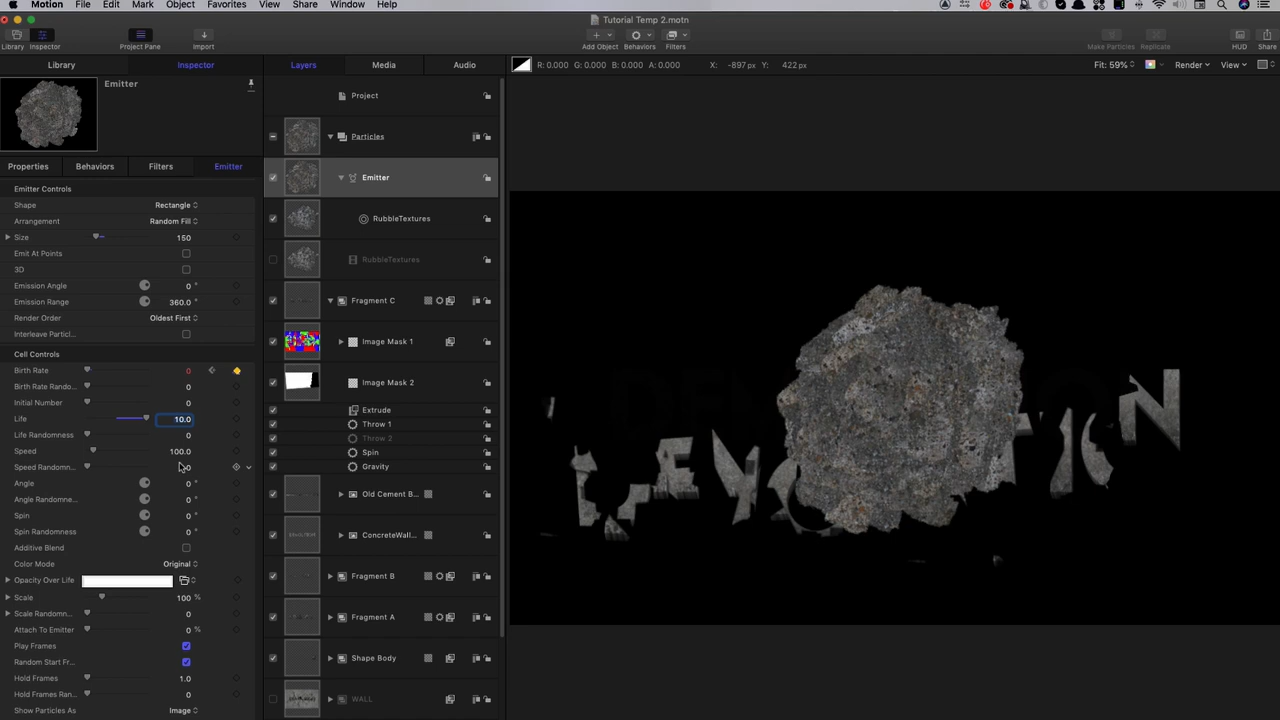 Motion File Edit Mark Object Favorites View Share Window Help
Tutorial Temp 2.motn
Library Inspector Project Pane Import Add Object Behaviors Filters Make Particles Replicate HUD Share
Library Inspector Layers Media Audio R: 0.000 G: 0.000 B: 0.000 A: 0.000 X: -897 px Y: 422 px Fit: 59% Render View
Emitter
Properties Behaviors Filters Emitter
Emitter Controls
Shape Rectangle
Arrangement Random Fill
Size 150
Emit At Points
3D
Emission Angle 0 °
Emission Range 360.0 °
Render Order Oldest First
Interleave Particl...
Cell Controls
Birth Rate 0
Birth Rate Rando... 0
Initial Number 0
Life 10.0
Life Randomness 0
Speed 100.0
Speed Randomn...
Angle 0 °
Angle Randomne... 0 °
Spin 0 °
Spin Randomness 0 °
Additive Blend
Color Mode Original
Opacity Over Life
Scale 100 %
Scale Randomn... 0
Attach To Emitter 0 %
Play Frames
Random Start Fr...
Hold Frames 1.0
Hold Frames Ran... 0
Show Particles As Image
Project
Particles
Emitter
RubbleTextures
RubbleTextures
Fragment C
Image Mask 1
Image Mask 2
Extrude
Throw 1
Throw 2
Spin
Gravity
Old Cement B...
ConcreteWall...
Fragment B
Fragment A
Shape Body
WALL